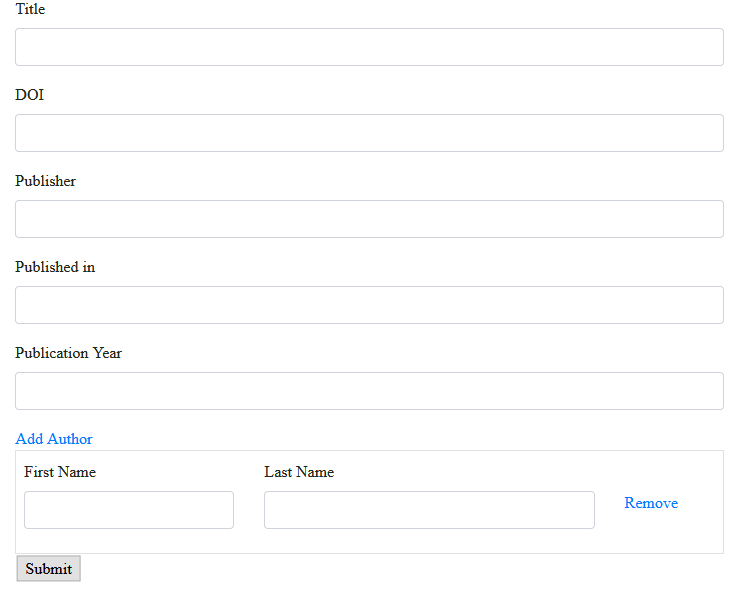 Title
DOI
Publisher
Published in
Publication Year
Add Author
First Name Last Name
Remove
Submit